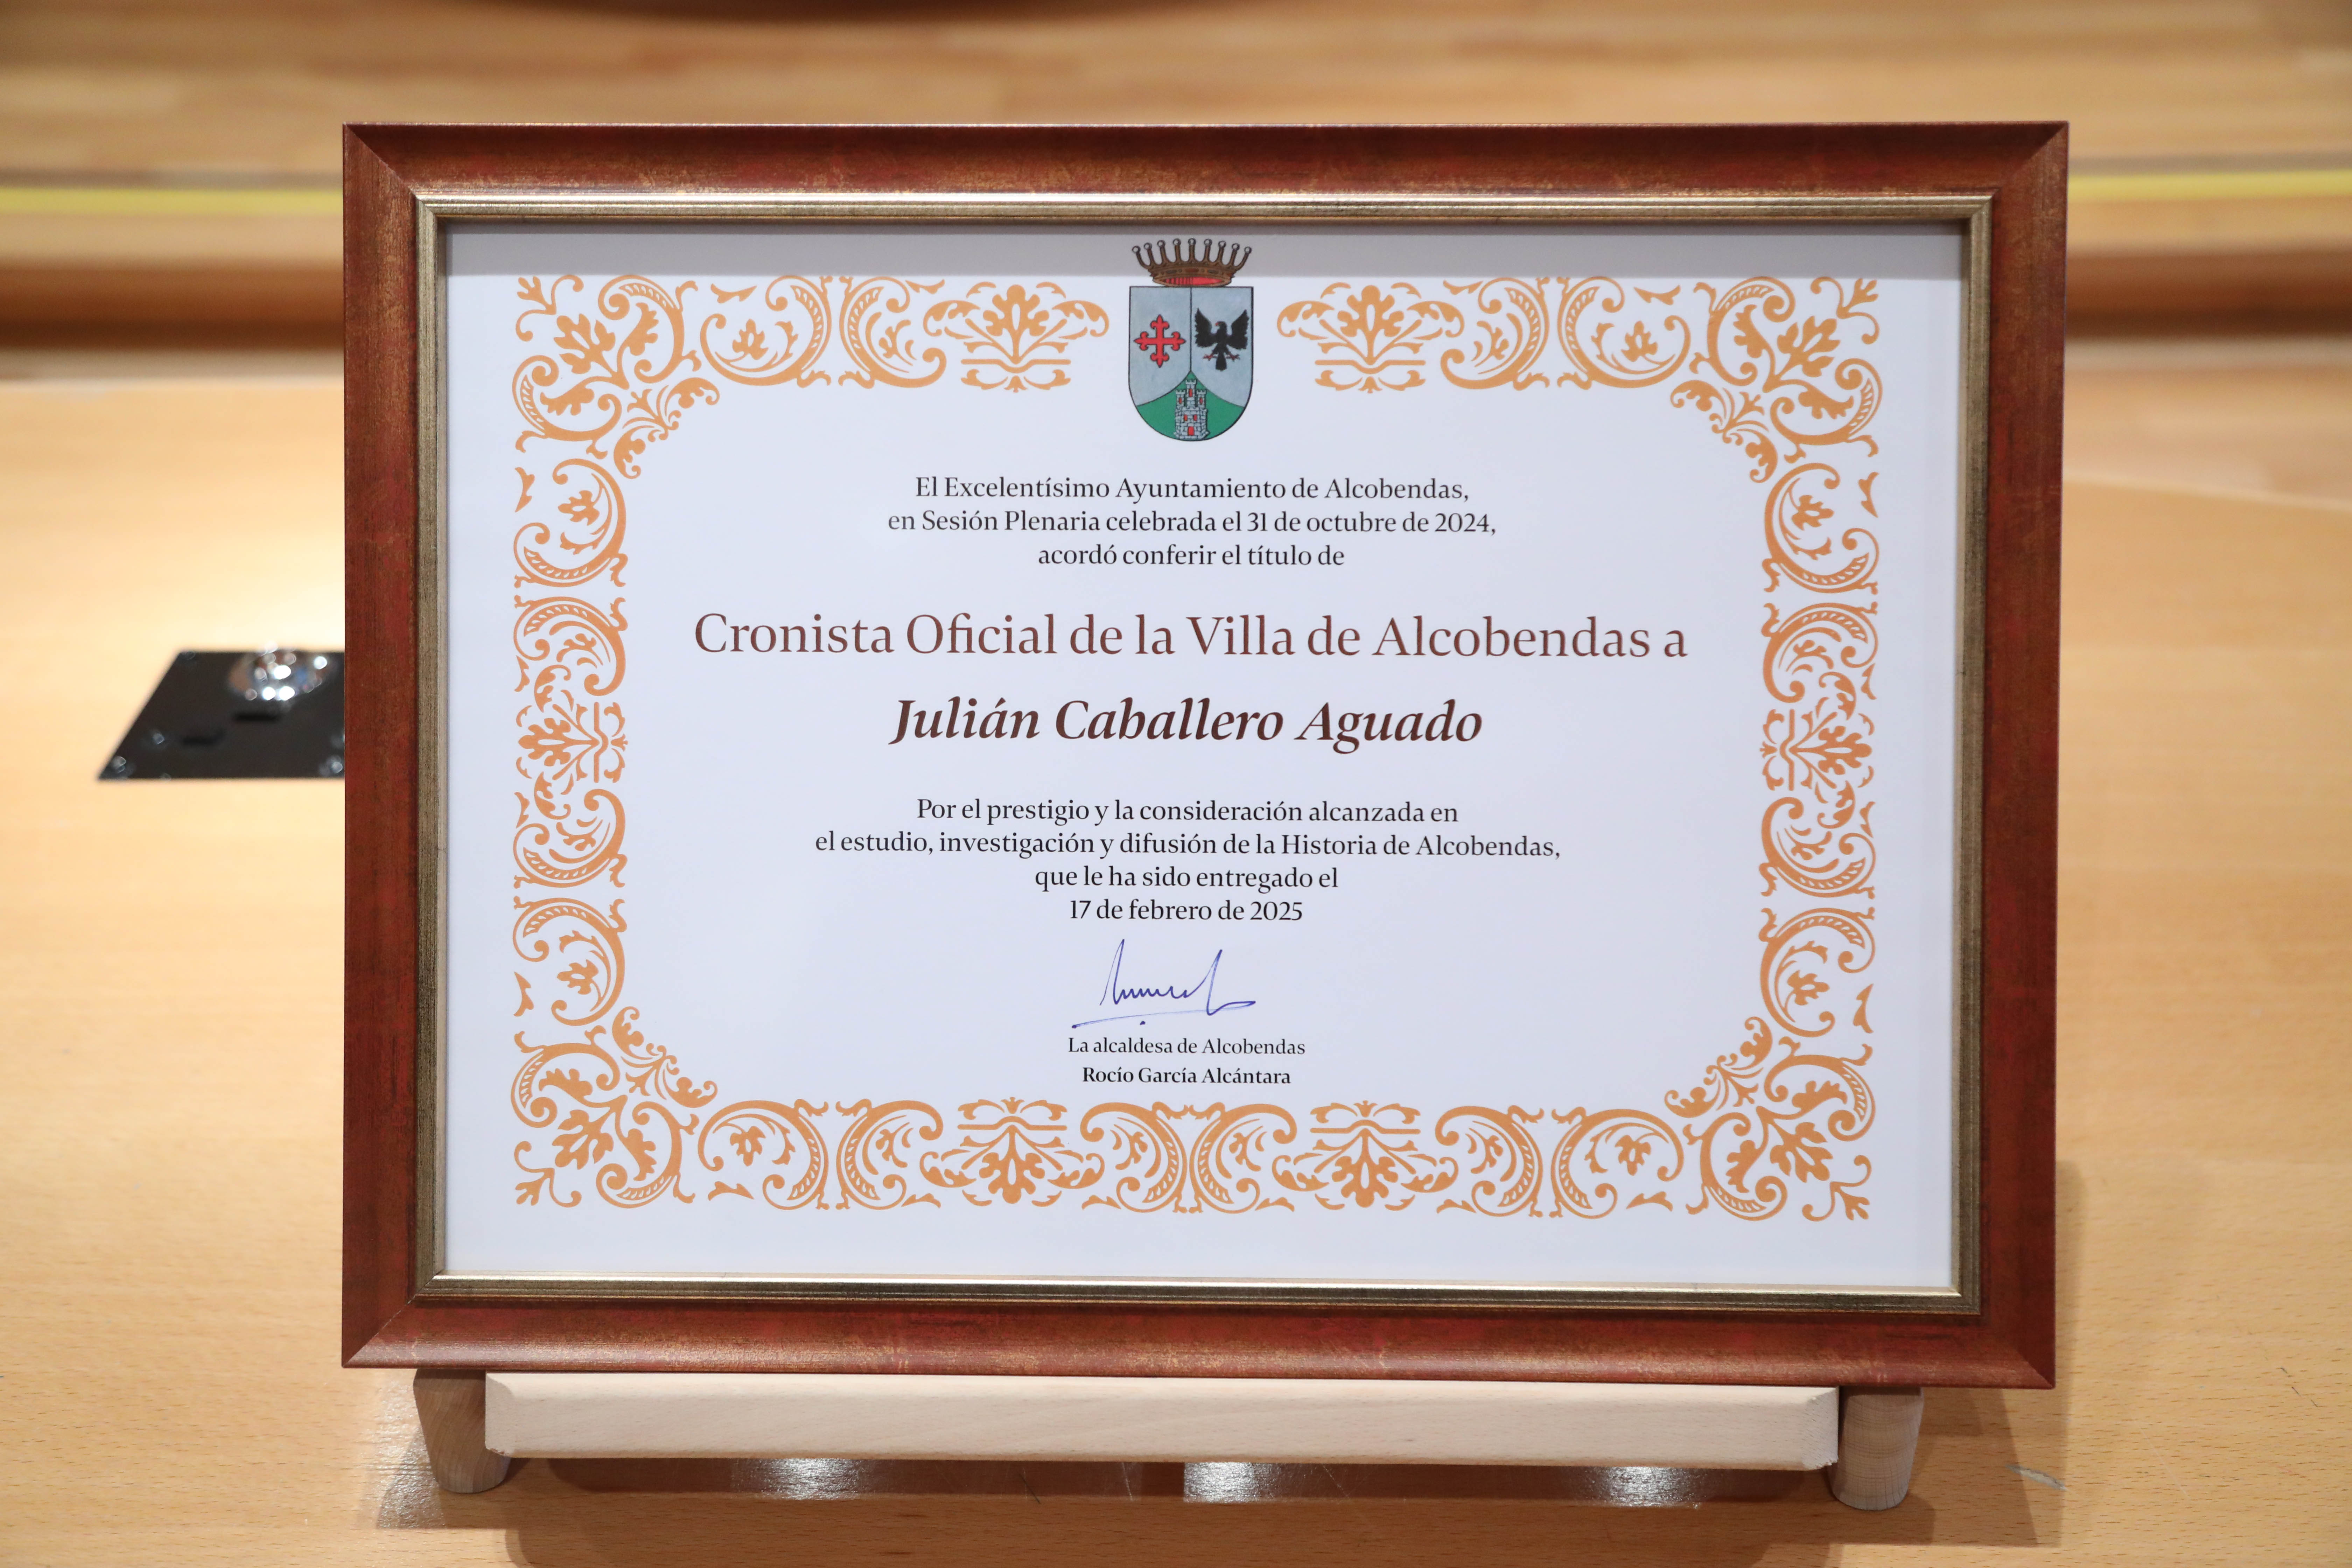 El Excelentísimo Ayuntamiento de Alcobendas,
en Sesión Plenaria celebrada el 31 de octubre de 2024,
acordó conferir el título de
Cronista Oficial de la Villa de Alcobendas a
Julián Caballero Aguado
Por el prestigio y la consideración alcanzada en
el estudio, investigación y difusión de la Historia de Alcobendas,
que le ha sido entregado el
17 de febrero de 2025
La alcaldesa de Alcobendas
Rocío García Alcántara